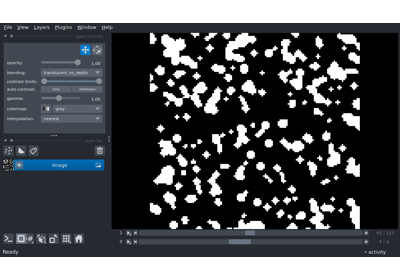 File View Layers Plugins Window Help
opacity: 1.00
blending: translucent_no_depth
contrast limits:
auto-contrast: once continuous
gamma: 1.00
colormap: gray
interpolation: nearest
Image
1
0
Ready
activity